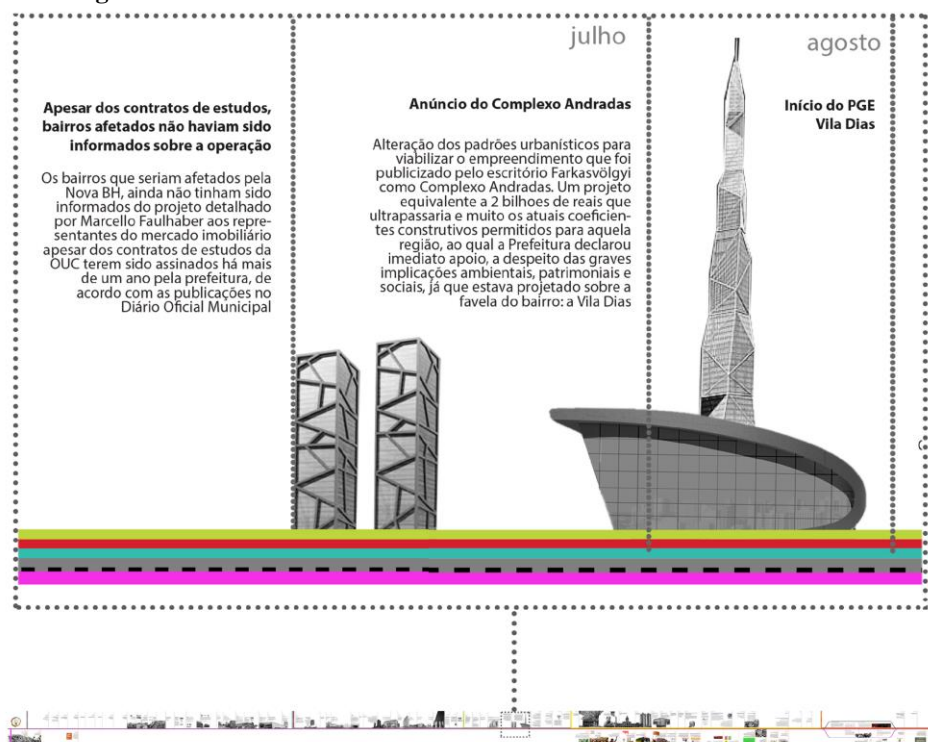 julho
agosto
Apesar dos contratos de estudos,
bairros afetados não haviam sido
informados sobre a operação
Os bairros que seriam afetados pela
Nova BH, ainda não tinham sido
informados do projeto detalhado
por Marcello Faulhaber aos repre-
sentantes do mercado imobiliário
apesar dos contratos de estudos da
OUC terem sido assinados há mais
de um ano pela prefeitura, de
acordo com as publicações no
Diário Oficial Municipal
Anúncio do Complexo Andradas
Alteração dos padrões urbanísticos para
viabilizar o empreendimento que foi
publicizado pelo escritório Farkasvölgyi
como Complexo Andradas. Um projeto
equivalente a 2 bilhoes de reais que
ultrapassaria e muito os atuais coeficien-
tes construtivos permitidos para aquela
região, ao qual a Prefeitura declarou
imediato apoio, a despeito das graves
implicações ambientais, patrimoniais e
sociais, já que estava projetado sobre a
favela do bairro: a Vila Dias
Início do PGE
Vila Dias